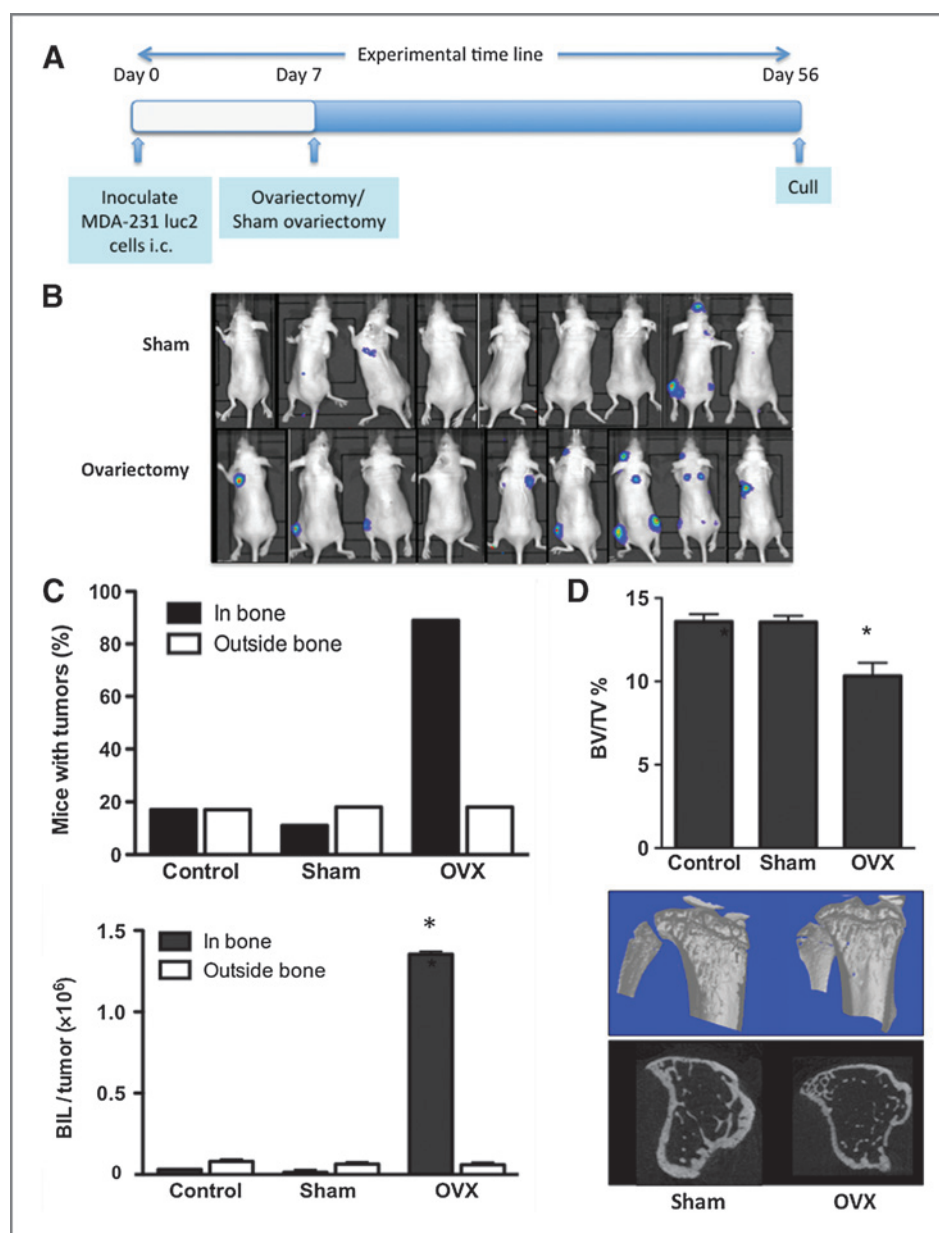 A
Experimental time line
Day 0
Day 7
Day 56
Inoculate
MDA-231 luc2
cells i.c.
Ovariectomy/
Sham ovariectomy
Cull
B
Sham
Ovariectomy
C
Mice with tumors (%)
100
80
60
40
20
0
In bone
Outside bone
Control
Sham
OVX
BIL / tumor (×10⁶)
1.5
1.0
0.5
0
In bone
Outside bone
*
*
Control
Sham
OVX
D
BV/TV %
15
10
5
0
*
*
Control
Sham
OVX
Sham
OVX